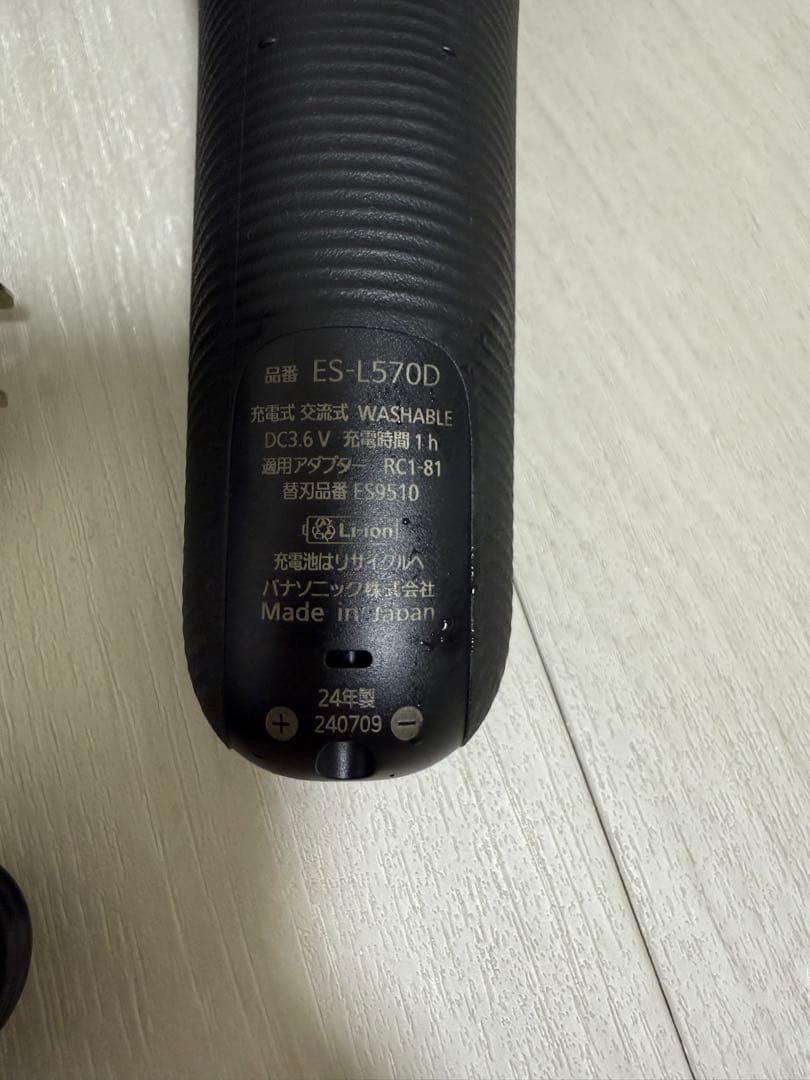 品番 ES-L570D
充電式 交流式 WASHABLE
DC3.6 V 充電時間 1 h
適用アダプター RC1-81
替刃品番 ES9510
Li-ion
充電池はリサイクルへ
パナソニック株式会社
Made in Japan
24年製
+ 240709 −